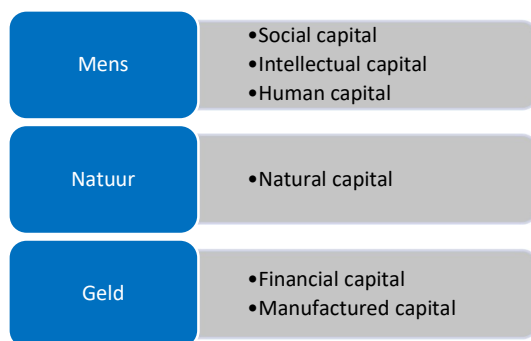 Mens
•Social capital
•Intellectual capital
•Human capital
Natuur
•Natural capital
Geld
•Financial capital
•Manufactured capital